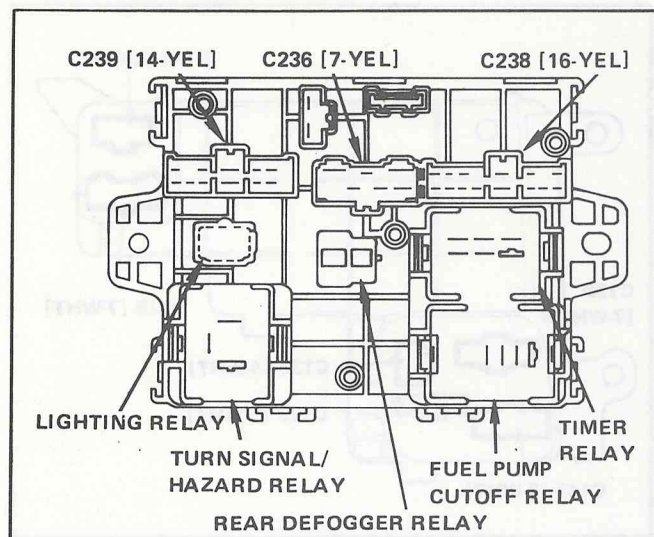 C239 [14-YEL]
C236 [7-YEL]
C238 [16-YEL]
LIGHTING RELAY
TURN SIGNAL/
HAZARD RELAY
REAR DEFOGGER RELAY
FUEL PUMP
CUTOFF RELAY
TIMER
RELAY